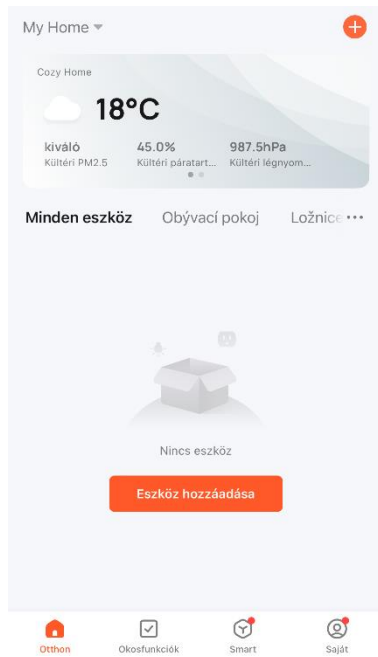 My Home
Cozy Home
18°C
kiváló 45.0% 987.5hPa
Kültéri PM2.5 Kültéri páratart... Kültéri légnyom...
Minden eszköz Obývací pokoj Ložnice
Nincs eszköz
Eszköz hozzáadása
Otthon Okosfunkciók Smart Saját